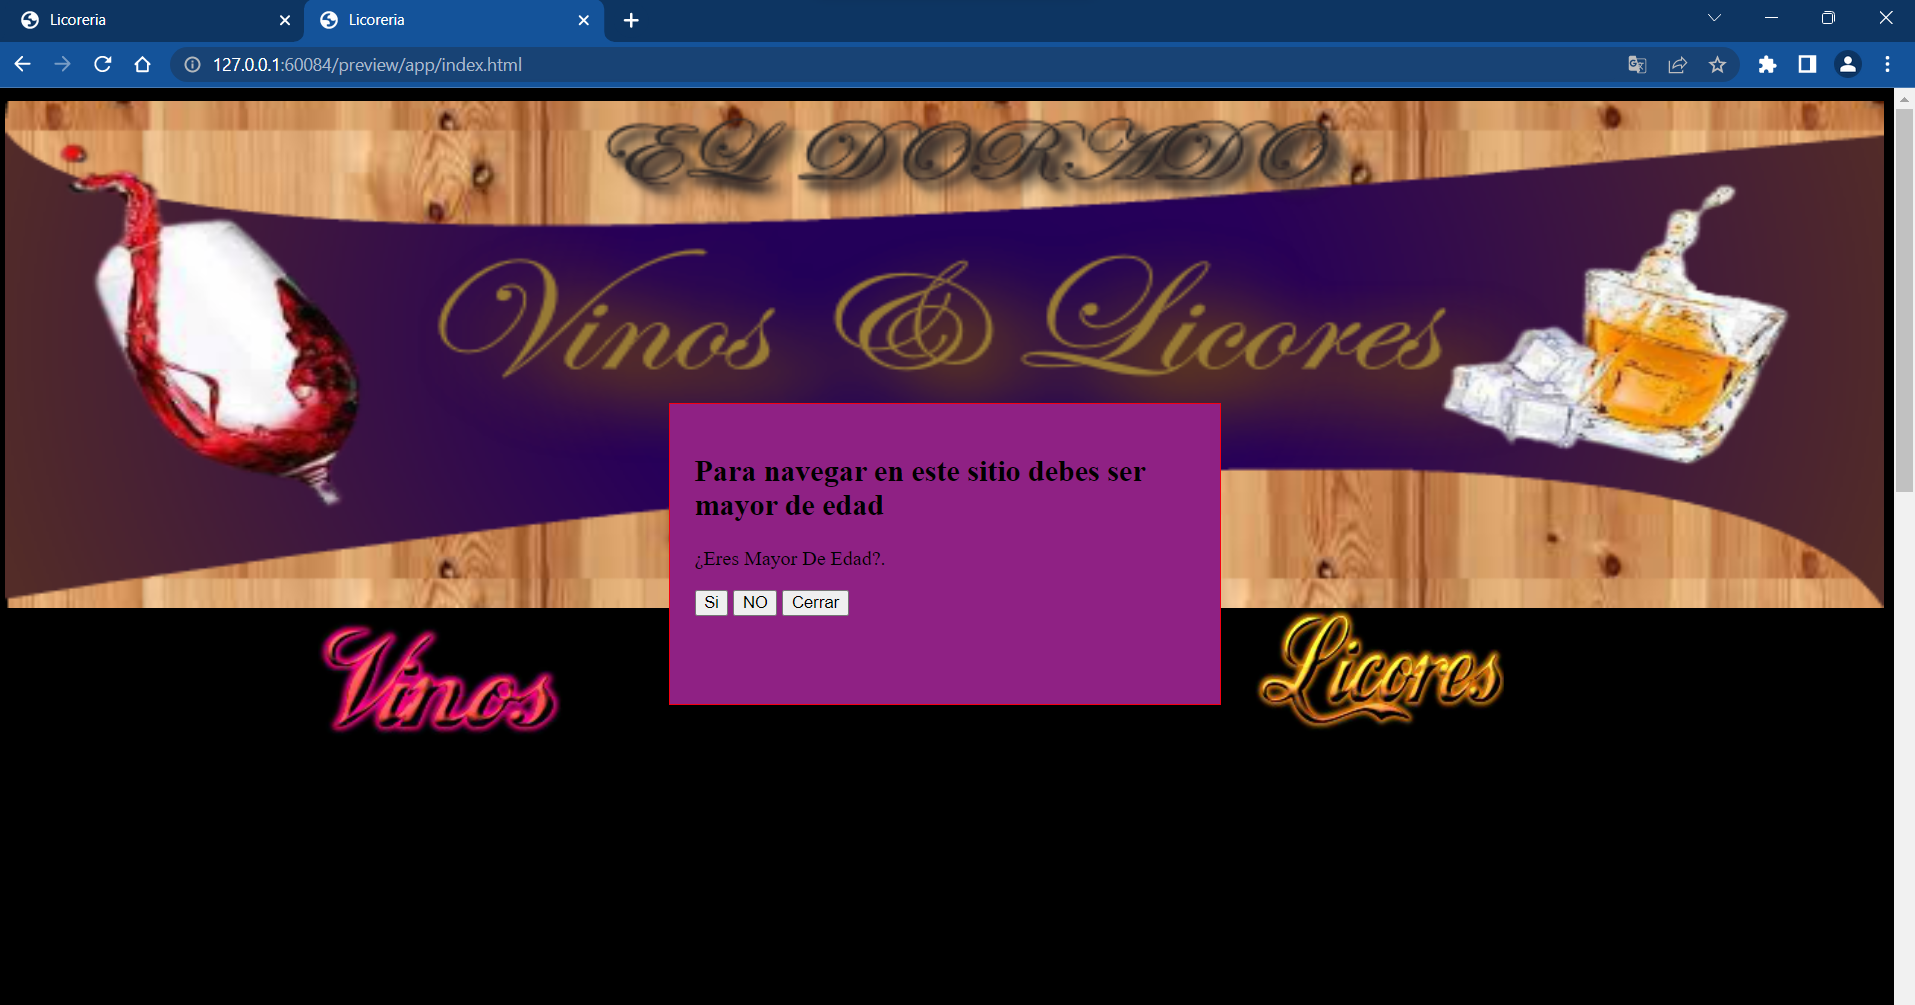 Licoreria
Licoreria
127.0.0.1:60084/preview/app/index.html
EL DORADO
Vinos & Licores
Para navegar en este sitio debes ser
mayor de edad
¿Eres Mayor De Edad?.
Si NO Cerrar
Vinos
Licores